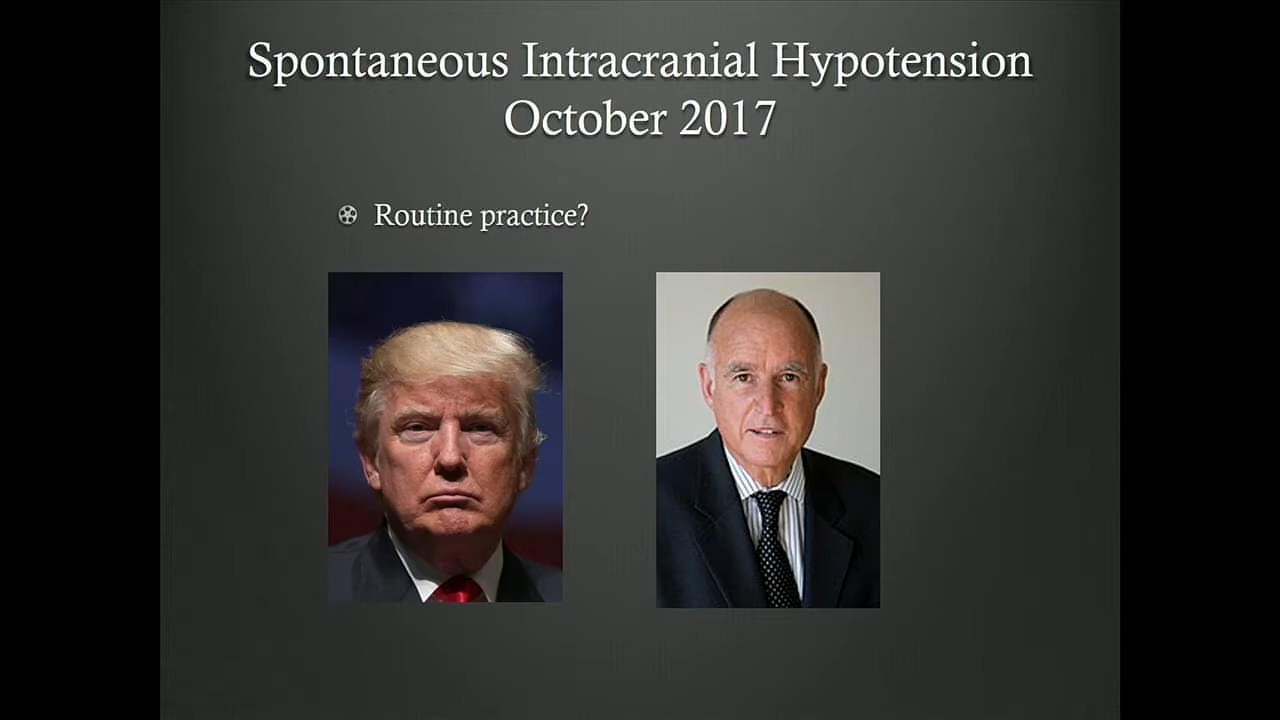 Spontaneous Intracranial Hypotension
October 2017
Routine practice?